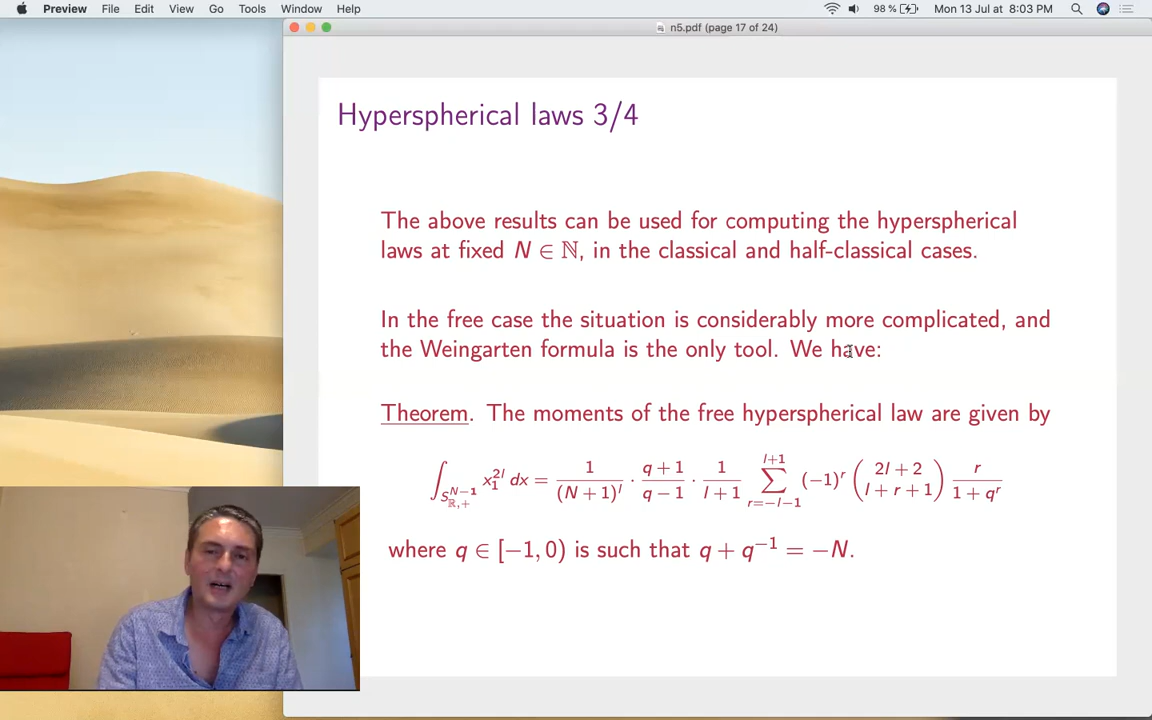 Preview File Edit View Go Tools Window Help 98 % Mon 13 Jul at 8:03 PM
n5.pdf (page 17 of 24)
Hyperspherical laws 3/4
The above results can be used for computing the hyperspherical
laws at fixed N ∈ ℕ, in the classical and half-classical cases.
In the free case the situation is considerably more complicated, and
the Weingarten formula is the only tool. We have:
Theorem. The moments of the free hyperspherical law are given by
∫_{S^{N−1}_{ℝ,+}} x_1^{2l} dx = \frac{1}{(N+1)^l} · \frac{q+1}{q−1} · \frac{1}{l+1} ∑_{r=−l−1}^{l+1} (−1)^r \binom{2l+2}{l+r+1} \frac{r}{1+q^r}
where q ∈ [−1, 0) is such that q + q^{−1} = −N.